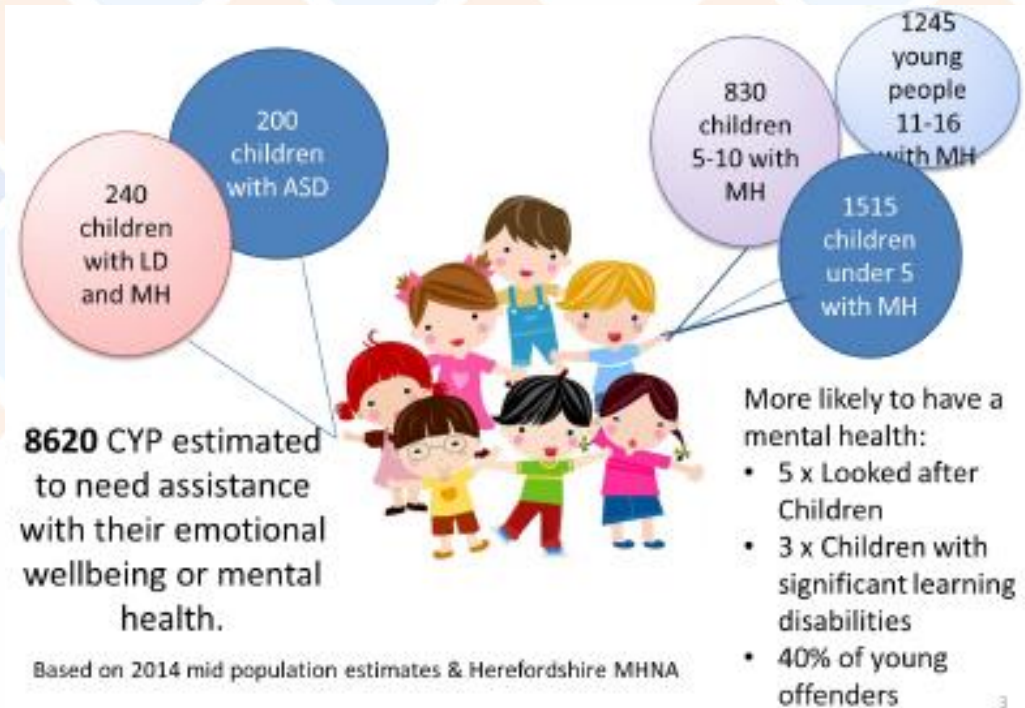 200
children
with ASD
240
children
with LD
and MH
830
children
5-10 with
MH
1245
young
people
11-16
with MH
1515
children
under 5
with MH
8620 CYP estimated
to need assistance
with their emotional
wellbeing or mental
health.
Based on 2014 mid population estimates & Herefordshire MHNA
More likely to have a
mental health:
• 5 x Looked after
Children
• 3 x Children with
significant learning
disabilities
• 40% of young
offenders
3